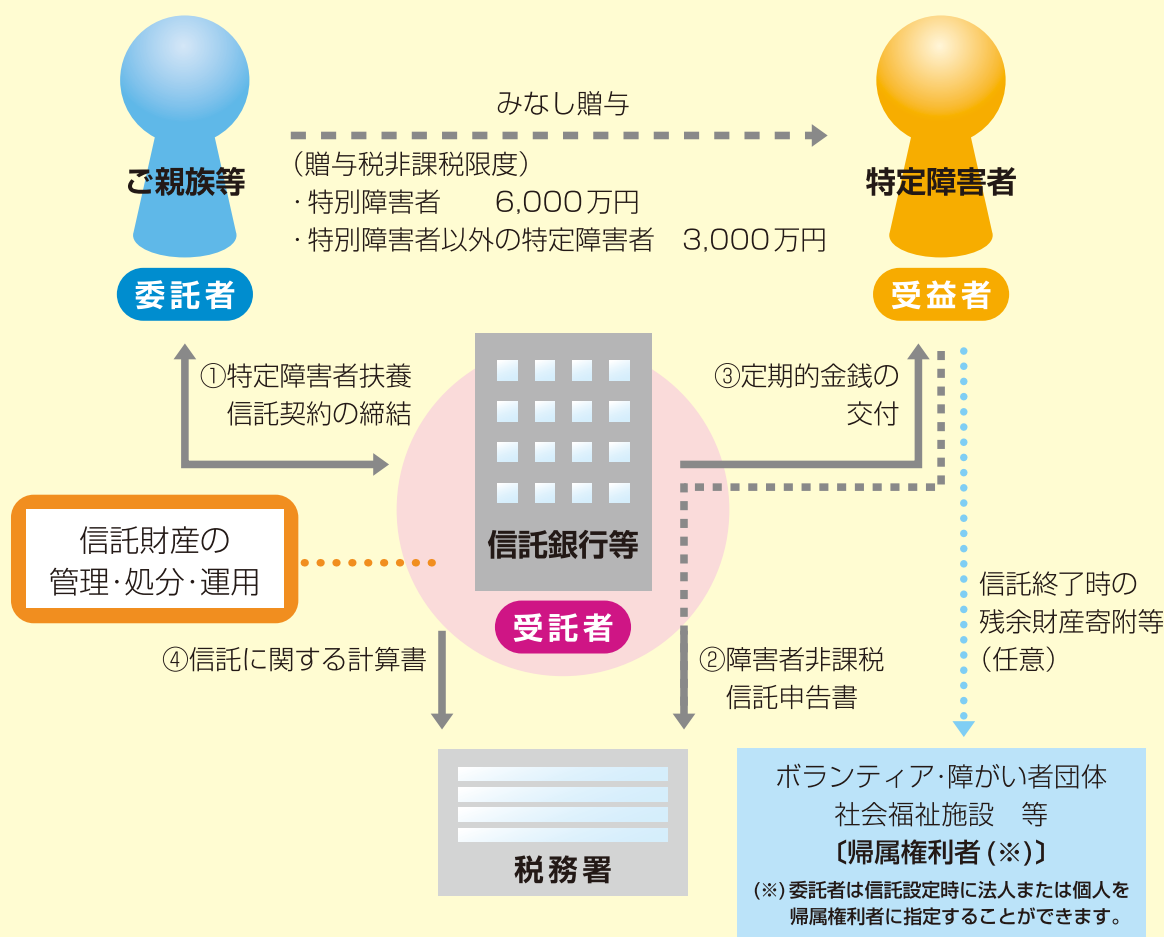 みなし贈与
(贈与税非課税限度)
・特別障害者　6,000万円
・特別障害者以外の特定障害者　3,000万円
ご親族等
委託者
特定障害者
受益者
①特定障害者扶養
信託契約の締結
③定期的金銭の
交付
信託銀行等
受託者
信託財産の
管理・処分・運用
④信託に関する計算書
②障害者非課税
信託申告書
信託終了時の
残余財産寄附等
(任意)
税務署
ボランティア・障がい者団体
社会福祉施設　等
〔帰属権利者(※)〕
(※)委託者は信託設定時に法人または個人を
帰属権利者に指定することができます。